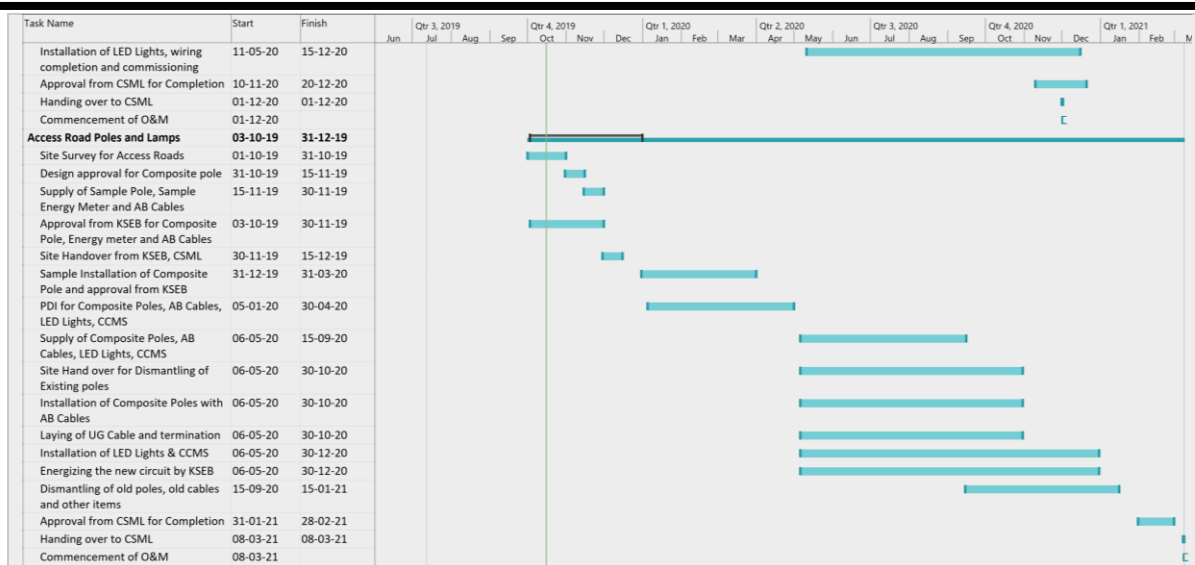 Task Name Start Finish Qtr 3, 2019 Qtr 4, 2019 Qtr 1, 2020 Qtr 2, 2020 Qtr 3, 2020 Qtr 4, 2020 Qtr 1, 2021
Jun Jul Aug Sep Oct Nov Dec Jan Feb Mar Apr May Jun Jul Aug Sep Oct Nov Dec Jan Feb M
Installation of LED Lights, wiring 11-05-20 15-12-20
completion and commissioning
Approval from CSML for Completion 10-11-20 20-12-20
Handing over to CSML 01-12-20 01-12-20
Commencement of O&M 01-12-20
Access Road Poles and Lamps 03-10-19 31-12-19
Site Survey for Access Roads 01-10-19 31-10-19
Design approval for Composite pole 31-10-19 15-11-19
Supply of Sample Pole, Sample 15-11-19 30-11-19
Energy Meter and AB Cables
Approval from KSEB for Composite 03-10-19 30-11-19
Pole, Energy meter and AB Cables
Site Handover from KSEB, CSML 30-11-19 15-12-19
Sample Installation of Composite 31-12-19 31-03-20
Pole and approval from KSEB
PDI for Composite Poles, AB Cables, 05-01-20 30-04-20
LED Lights, CCMS
Supply of Composite Poles, AB 06-05-20 15-09-20
Cables, LED Lights, CCMS
Site Hand over for Dismantling of 06-05-20 30-10-20
Existing poles
Installation of Composite Poles with 06-05-20 30-10-20
AB Cables
Laying of UG Cable and termination 06-05-20 30-10-20
Installation of LED Lights & CCMS 06-05-20 30-12-20
Energizing the new circuit by KSEB 06-05-20 30-12-20
Dismantling of old poles, old cables 15-09-20 15-01-21
and other items
Approval from CSML for Completion 31-01-21 28-02-21
Handing over to CSML 08-03-21 08-03-21
Commencement of O&M 08-03-21